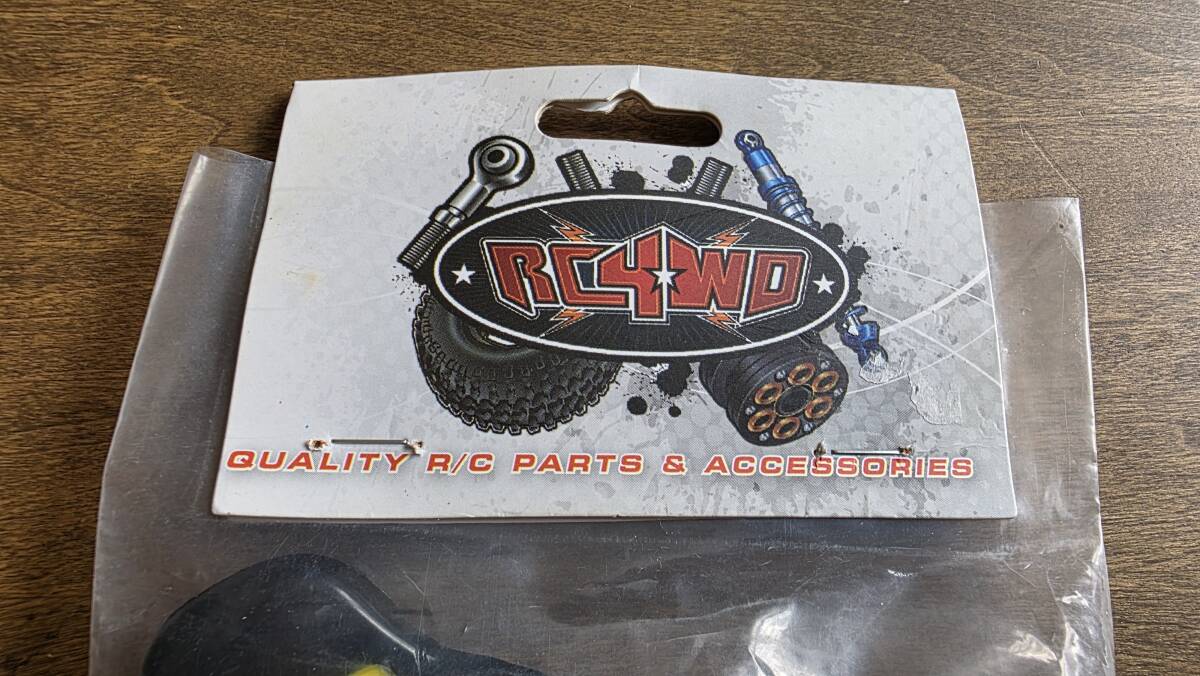 RC4WD
QUALITY R/C PARTS & ACCESSORIES